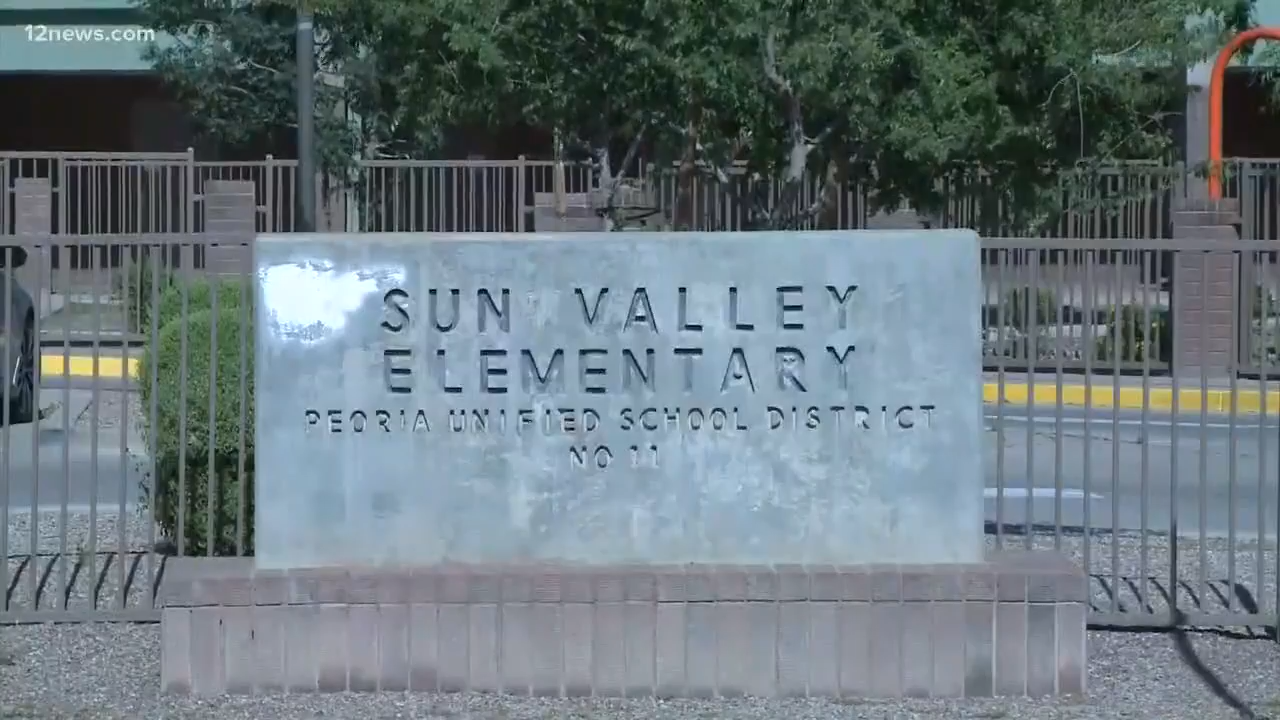 12news.com
SUN VALLEY
ELEMENTARY
PEORIA UNIFIED SCHOOL DISTRICT
NO 11